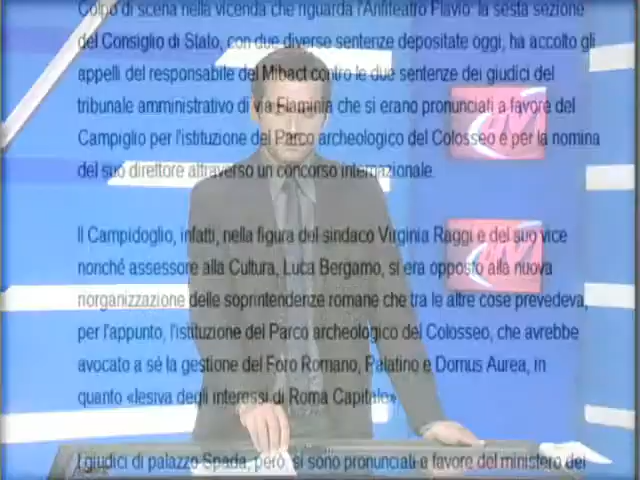 Colpo di scena nella vicenda che riguarda l'Anfiteatro Flavio: la sesta sezione
del Consiglio di Stato, con due diverse sentenze depositate oggi, ha accolto gli
appelli del responsabile del Mibact contro le due sentenze dei giudici del
tribunale amministrativo di via Flaminia che si erano pronunciati a favore del
Campiglio per l'istituzione del Parco archeologico del Colosseo e per la nomina
del suo direttore attraverso un concorso internazionale.
Il Campidoglio, infatti, nella figura del sindaco Virginia Raggi e del suo vice
nonché assessore alla Cultura, Luca Bergamo, si era opposto alla nuova
riorganizzazione delle soprintendenze romane che tra le altre cose prevedeva,
per l'appunto, l'istituzione del Parco archeologico del Colosseo, che avrebbe
avocato a sé la gestione del Foro Romano, Palatino e Domus Aurea, in
quanto «lesiva degli interessi di Roma Capitale»
I giudici di palazzo Spada, però, si sono pronunciati a favore del ministero dei